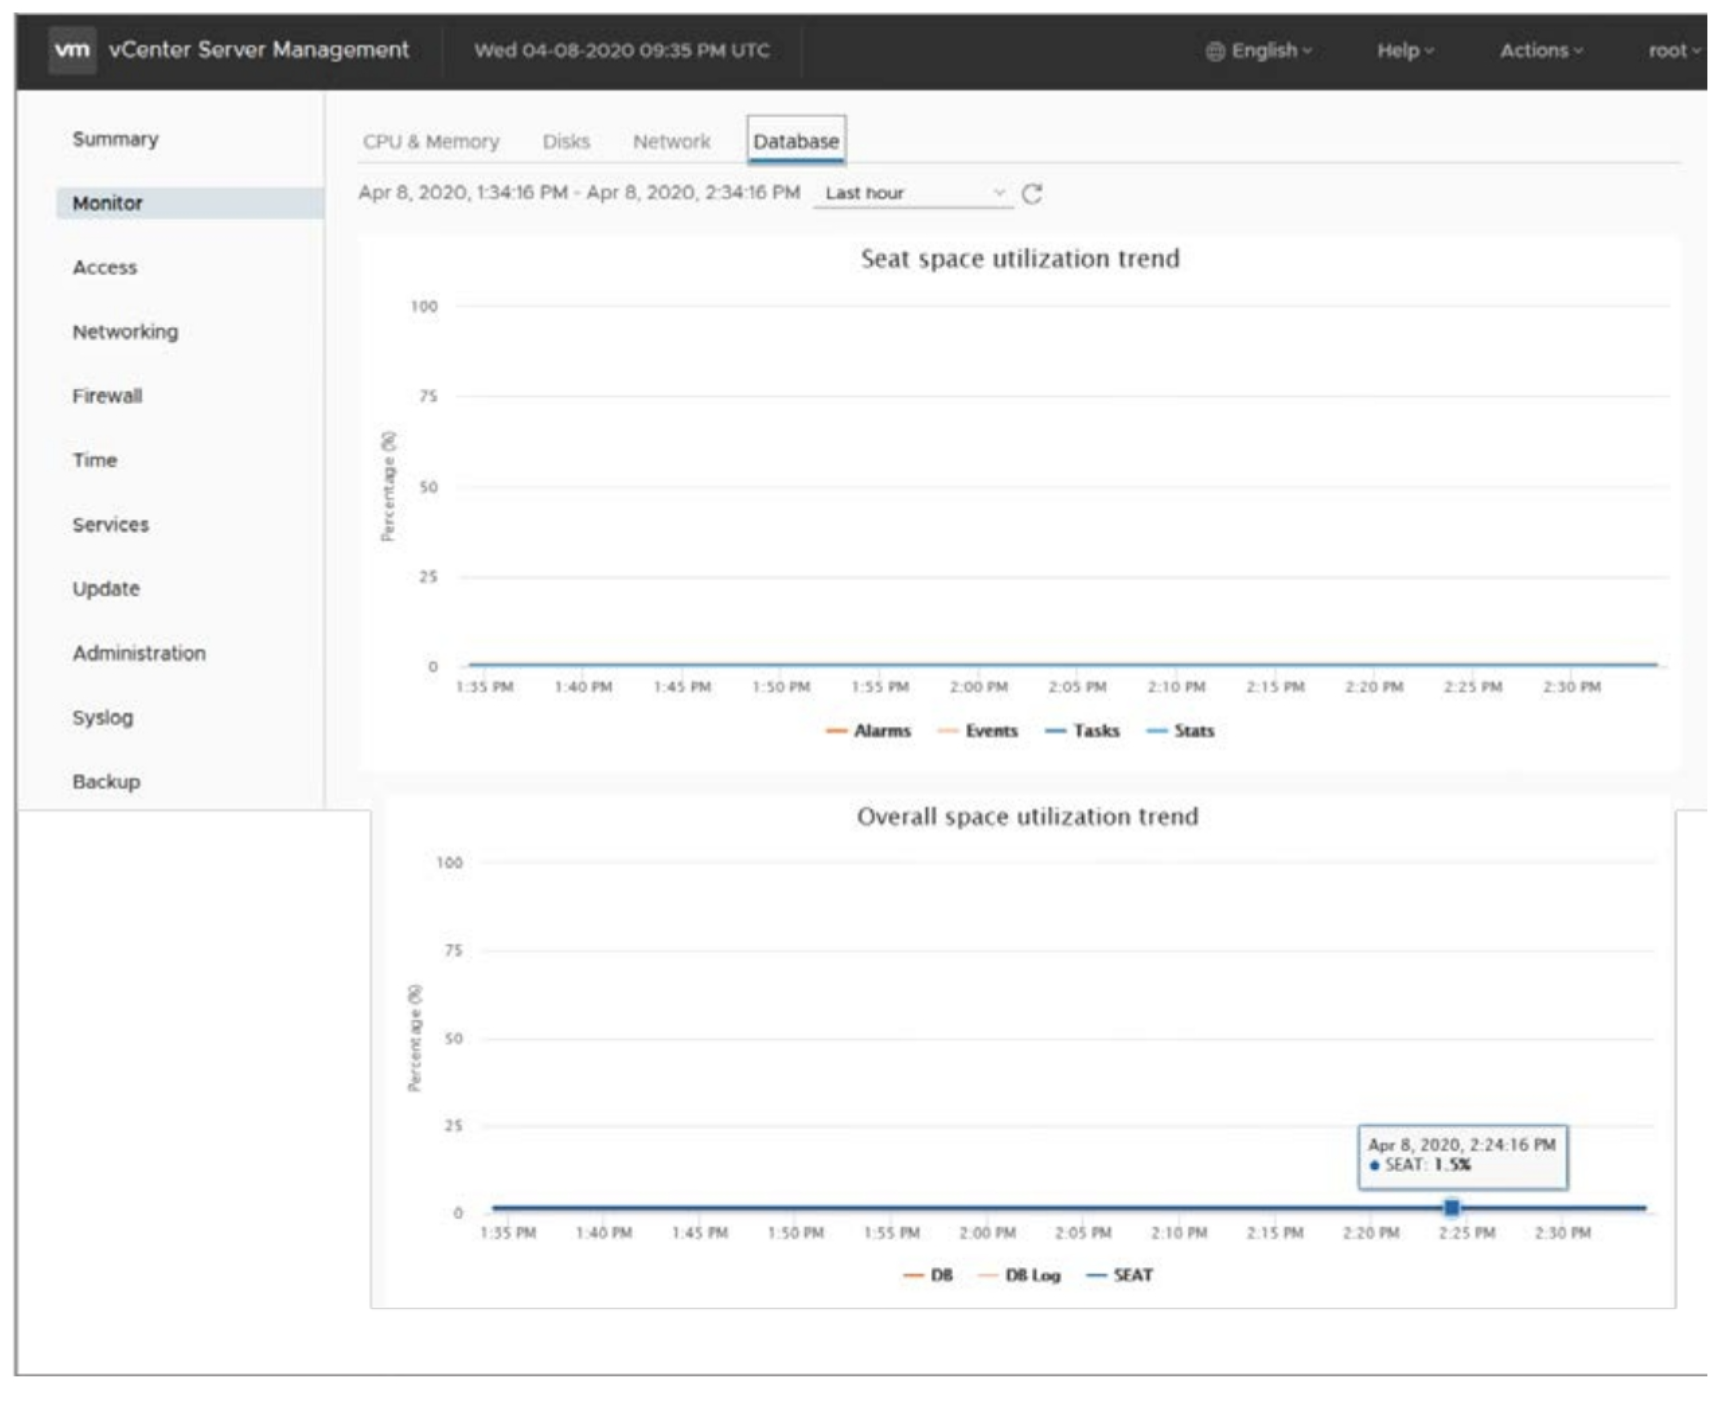 vm vCenter Server Management Wed 04-08-2020 09:35 PM UTC English Help Actions root
Summary
Monitor
Access
Networking
Firewall
Time
Services
Update
Administration
Syslog
Backup
CPU & Memory Disks Network Database
Apr 8, 2020, 1:34:16 PM - Apr 8, 2020, 2:34:16 PM Last hour
Seat space utilization trend
Percentage (%)
100
75
50
25
0
1:35 PM 1:40 PM 1:45 PM 1:50 PM 1:55 PM 2:00 PM 2:05 PM 2:10 PM 2:15 PM 2:20 PM 2:25 PM 2:30 PM
Alarms Events Tasks Stats
Overall space utilization trend
Percentage (%)
100
75
50
25
0
Apr 8, 2020, 2:24:16 PM
SEAT: 1.5%
1:35 PM 1:40 PM 1:45 PM 1:50 PM 1:55 PM 2:00 PM 2:05 PM 2:10 PM 2:15 PM 2:20 PM 2:25 PM 2:30 PM
DB DB Log SEAT